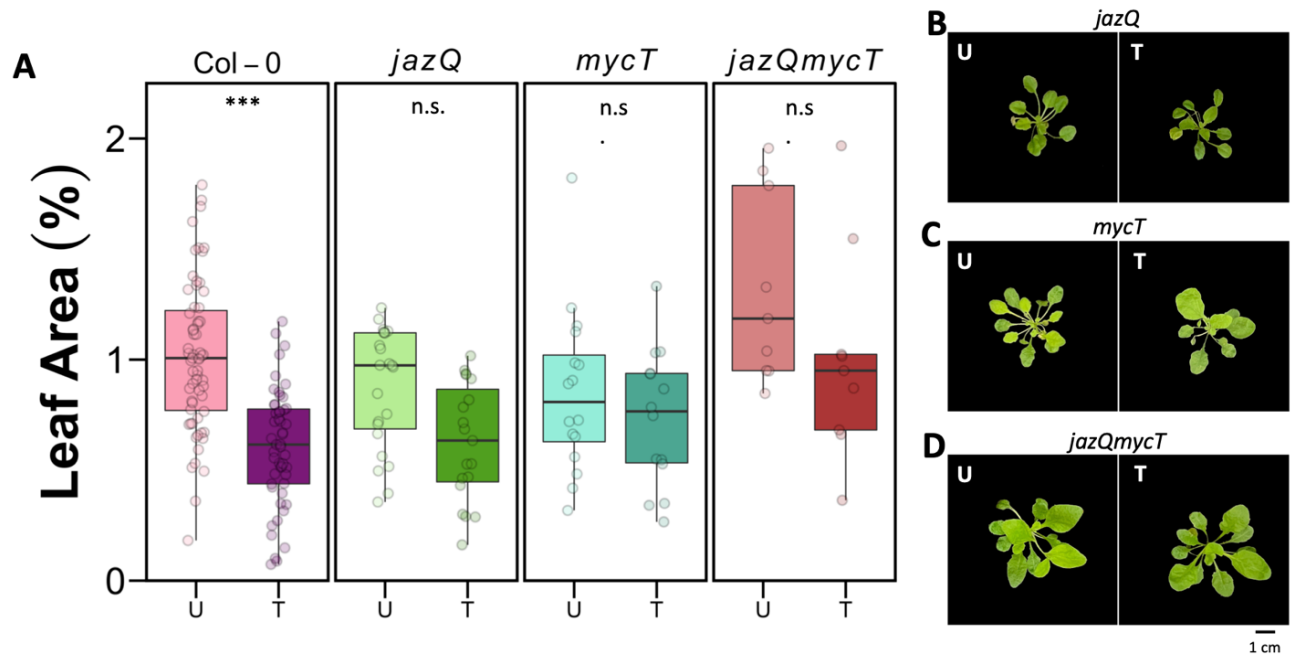 A
Col – 0
jazQ
mycT
jazQmycT
***
n.s.
n.s
n.s
.
.
Leaf Area (%)
2
1
0
U
T
U
T
U
T
U
T
B
jazQ
U
T
C
mycT
U
T
D
jazQmycT
U
T
1 cm